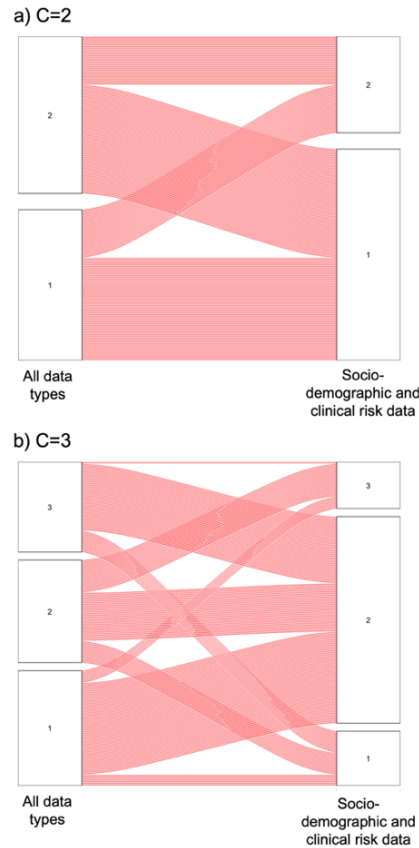 a) C=2
2
2
1
1
All data
types
Socio-
demographic and
clinical risk data
b) C=3
3
3
2
2
1
1
All data
types
Socio-
demographic and
clinical risk data